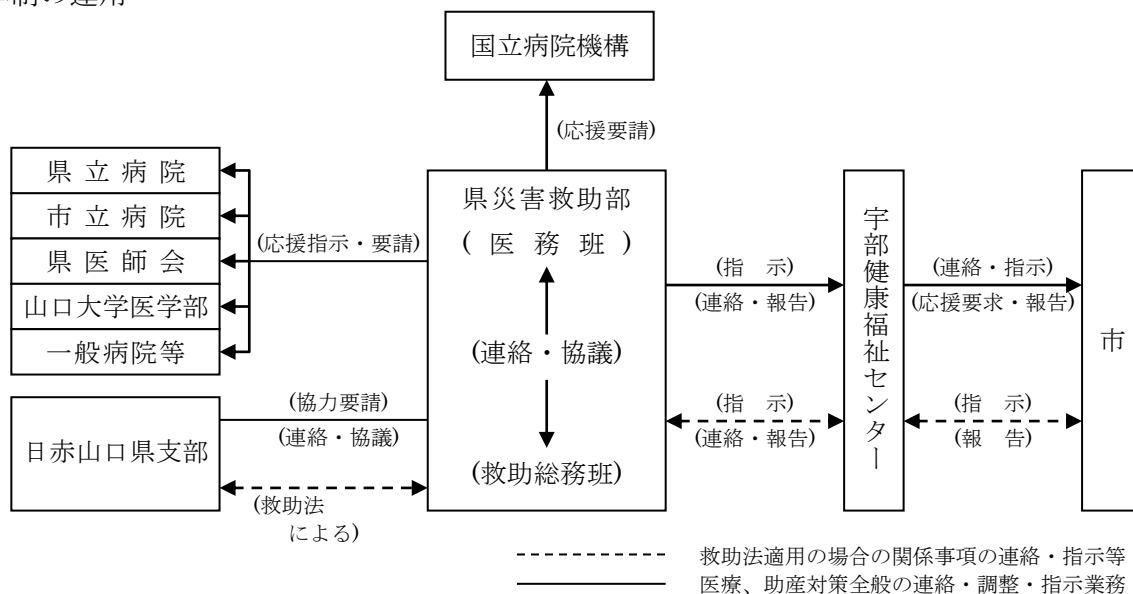 の運用
国立病院機構
(応援要請)
県立病院
市立病院
県医師会
山口大学医学部
一般病院等
(応援指示・要請)
県災害救助部
(医務班)
(連絡・協議)
(救助総務班)
日赤山口県支部
(協力要請)
(連絡・協議)
(救助法
による)
(指 示)
(連絡・報告)
(指 示)
(連絡・報告)
宇部健康福祉センター
(連絡・指示)
(応援要求・報告)
(指 示)
(報 告)
市
救助法適用の場合の関係事項の連絡・指示等
医療、助産対策全般の連絡・調整・指示業務